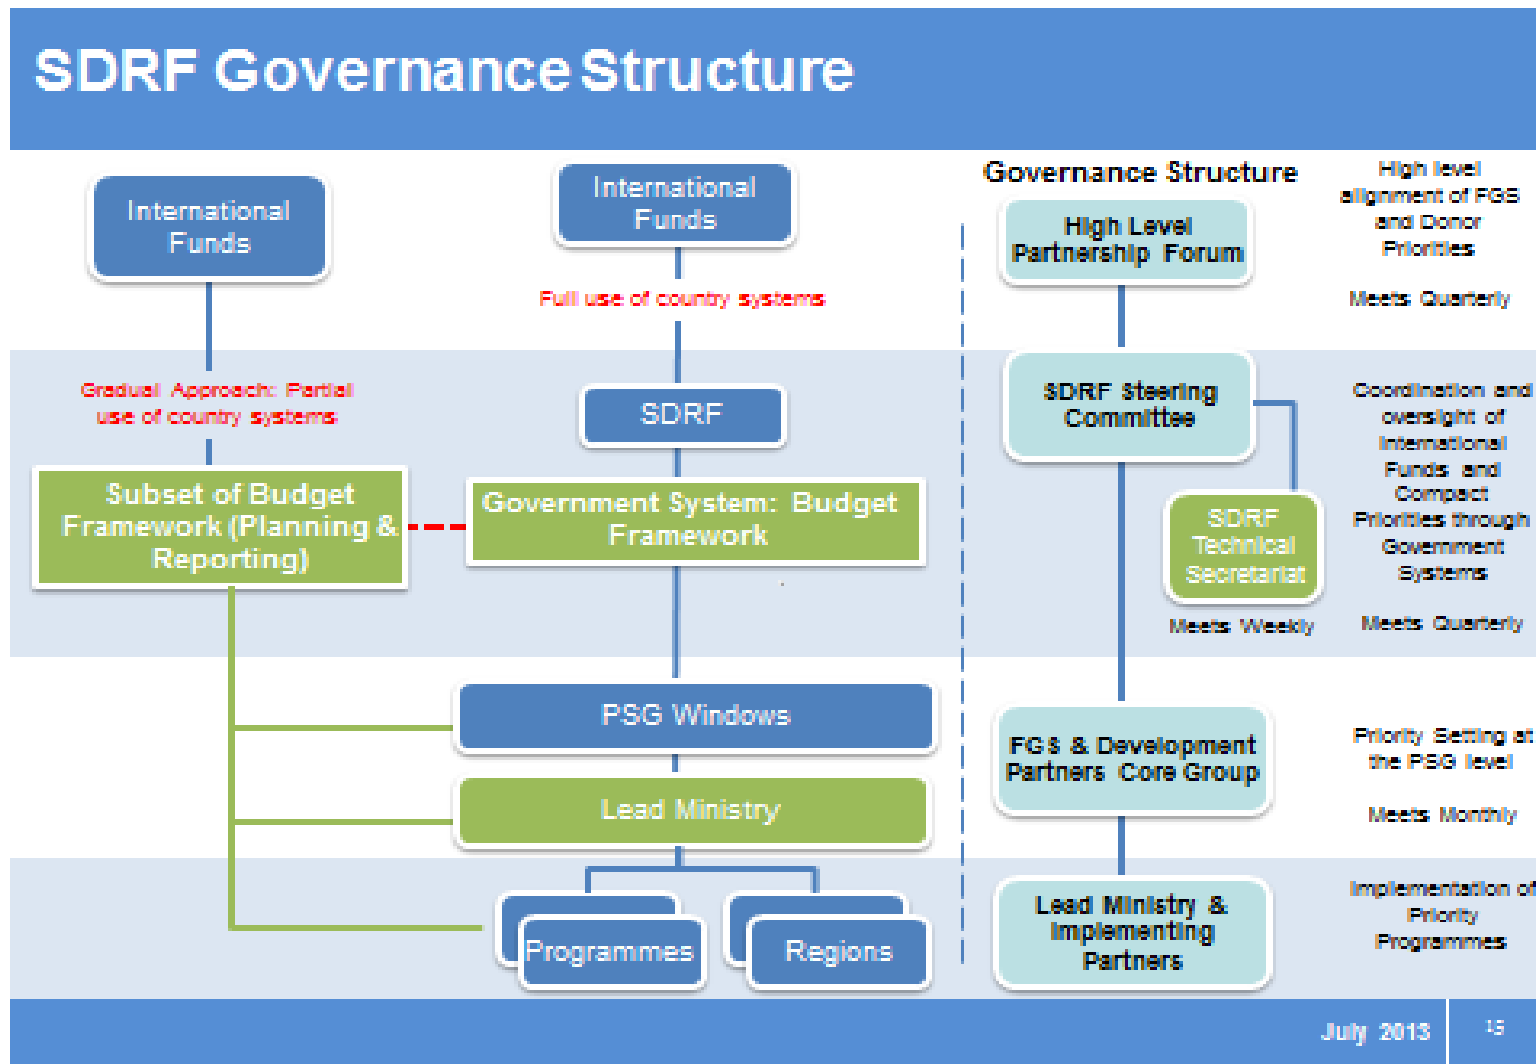 SDRF Governance Structure
International
Funds
Gradual Approach: Partial
use of country systems
Subset of Budget
Framework (Planning &
Reporting)
International
Funds
Full use of country systems
SDRF
Government System: Budget
Framework
PSG Windows
Lead Ministry
Programmes
Regions
Governance Structure
High Level
Partnership Forum
SDRF Steering
Committee
SDRF
Technical
Secretariat
Meets Weekly
FGS & Development
Partners Core Group
Lead Ministry &
Implementing
Partners
High level
alignment of FGS
and Donor
Priorities
Meets Quarterly
Coordination and
oversight of
International
Funds and
Compact
Priorities through
Government
Systems
Meets Quarterly
Priority Setting at
the PSG level
Meets Monthly
Implementation of
Priority
Programmes
July 2013
15